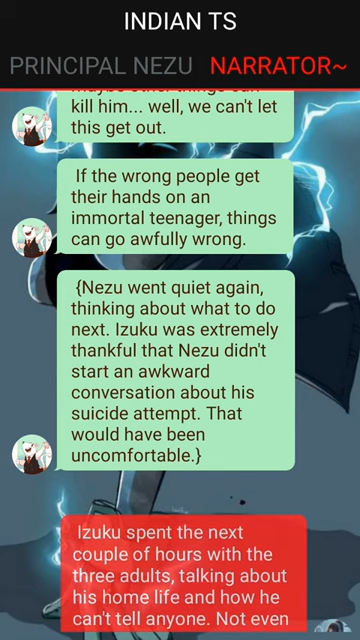 INDIAN TS
PRINCIPAL NEZU NARRATOR~
kill him... well, we can't let
this get out.
If the wrong people get
their hands on an
immortal teenager, things
can go awfully wrong.
{Nezu went quiet again,
thinking about what to do
next. Izuku was extremely
thankful that Nezu didn't
start an awkward
conversation about his
suicide attempt. That
would have been
uncomfortable.}
Izuku spent the next
couple of hours with the
three adults, talking about
his home life and how he
can't tell anyone. Not even